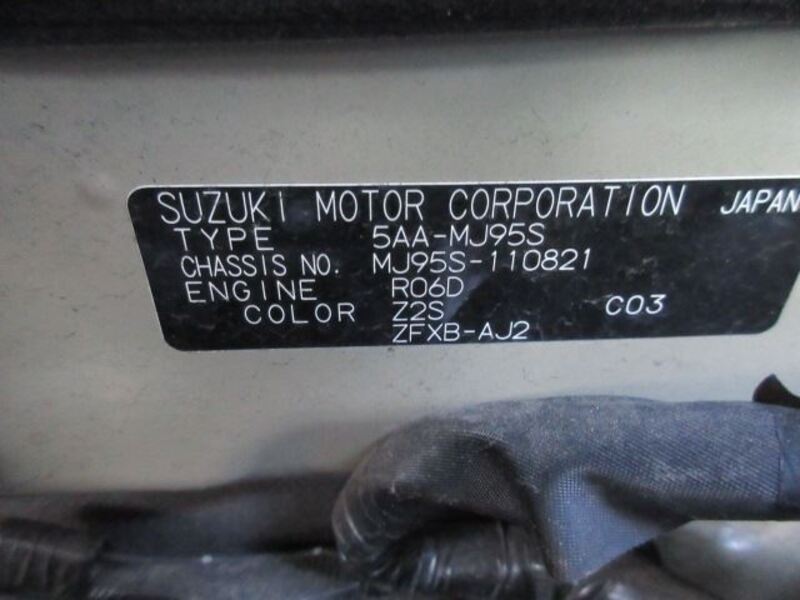 SUZUKI MOTOR CORPORATION JAPAN
TYPE 5AA-MJ95S
CHASSIS NO. MJ95S-110821
ENGINE R06D
COLOR Z2S C03
ZFXB-AJ2